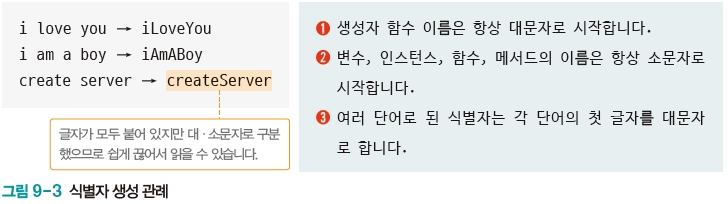 i love you → iLoveYou
i am a boy → iAmABoy
create server → createServer
글자가 모두 붙어 있지만 대·소문자로 구분
했으므로 쉽게 끊어서 읽을 수 있습니다.
❶ 생성자 함수 이름은 항상 대문자로 시작합니다.
❷ 변수, 인스턴스, 함수, 메서드의 이름은 항상 소문자로
시작합니다.
❸ 여러 단어로 된 식별자는 각 단어의 첫 글자를 대문자
로 합니다.
그림 9-3 식별자 생성 관례